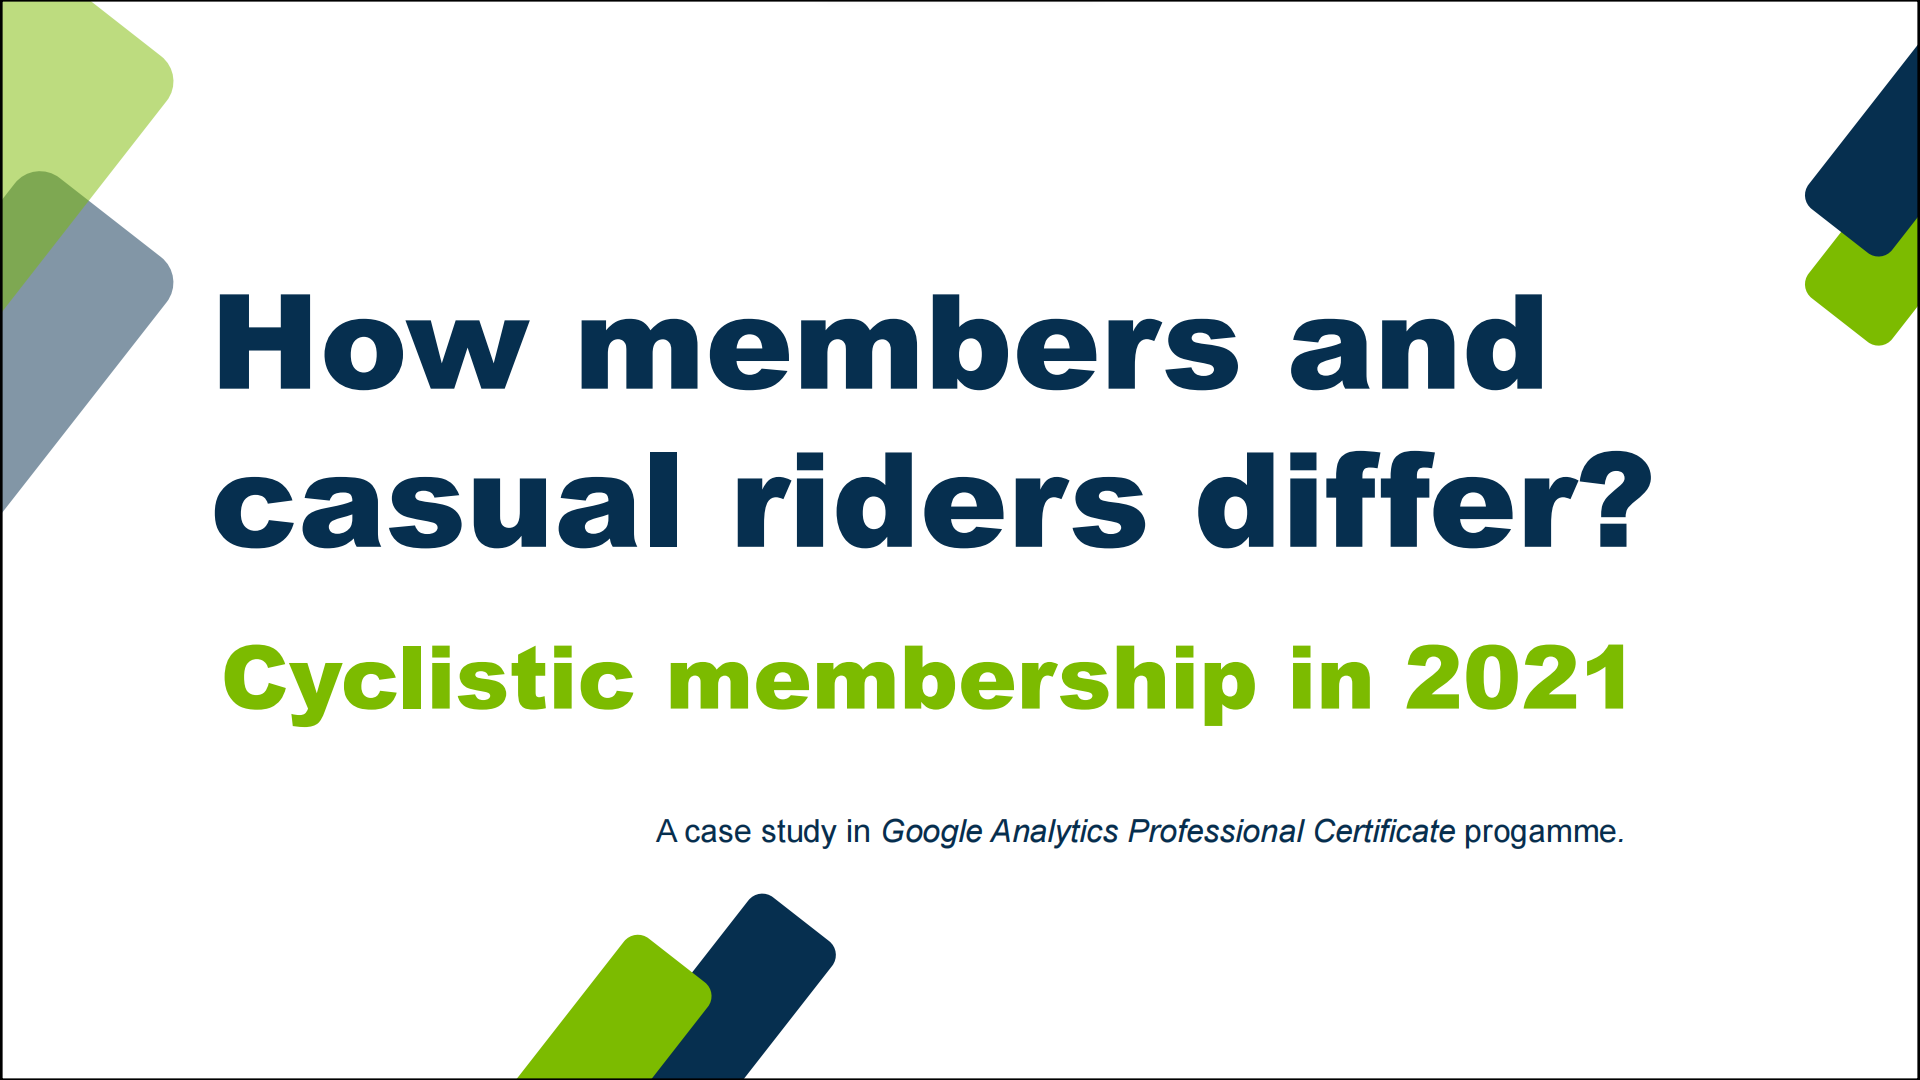 How members and
casual riders differ?
Cyclistic membership in 2021
A case study in Google Analytics Professional Certificate progamme.